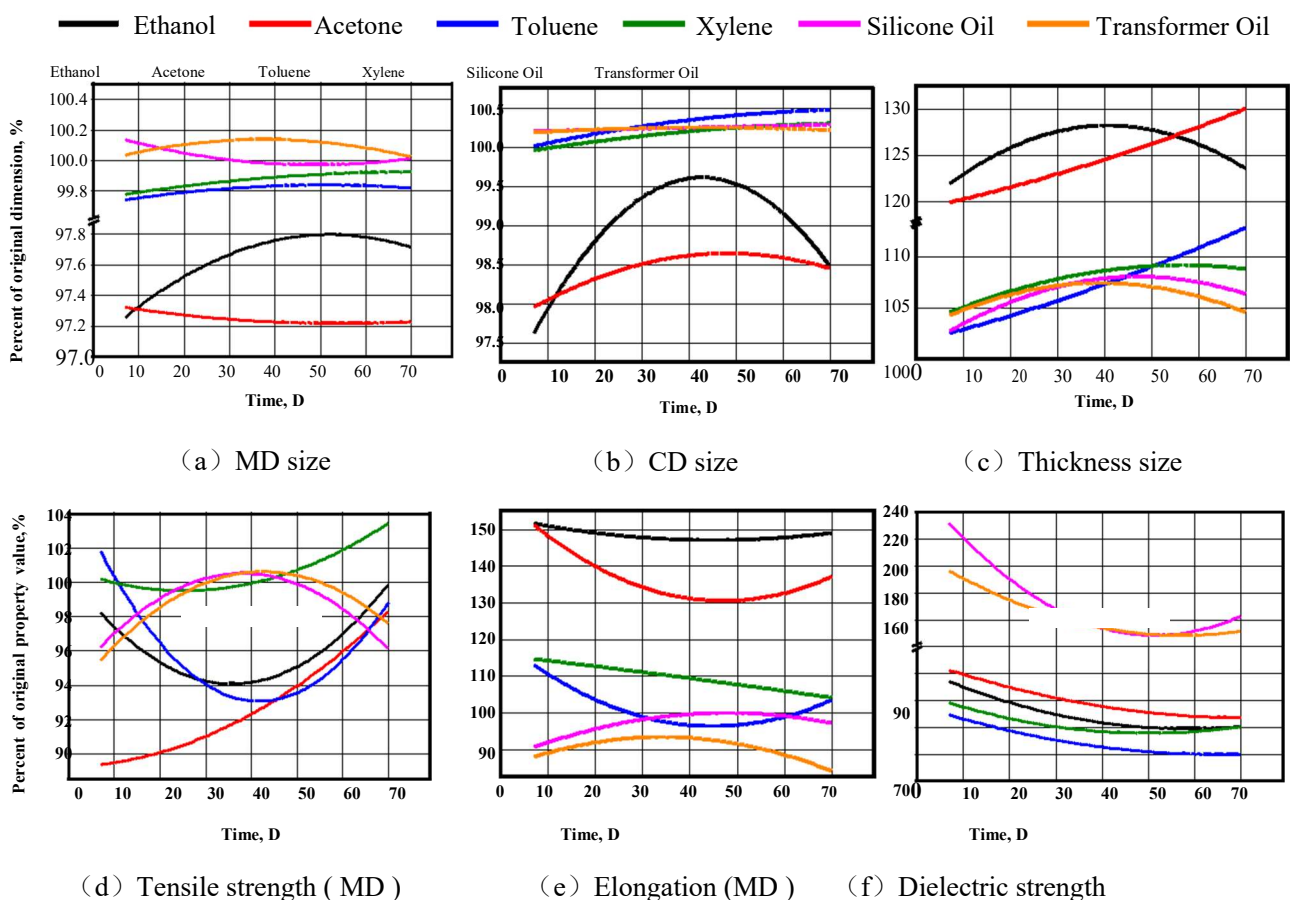 Ethanol Acetone Toluene Xylene Silicone Oil Transformer Oil
Ethanol Acetone Toluene Xylene Silicone Oil Transformer Oil
Percent of original dimension, %
100.4
100.2
100.0
99.8
97.8
97.6
97.4
97.2
97.0
0 10 20 30 40 50 60 70
Time, D
(a) MD size
100.5
100.0
99.5
99.0
98.5
98.0
97.5
0 10 20 30 40 50 60 70
Time, D
(b) CD size
130
125
120
110
105
1000
0 10 20 30 40 50 60 70
Time, D
(c) Thickness size
Percent of original property value,%
104
102
100
98
96
94
92
90
0 10 20 30 40 50 60 70
Time, D
(d) Tensile strength ( MD )
150
140
130
120
110
100
90
0 10 20 30 40 50 60 70
Time, D
(e) Elongation (MD )
240
220
200
180
160
90
700
0 10 20 30 40 50 60 70
Time, D
(f) Dielectric strength